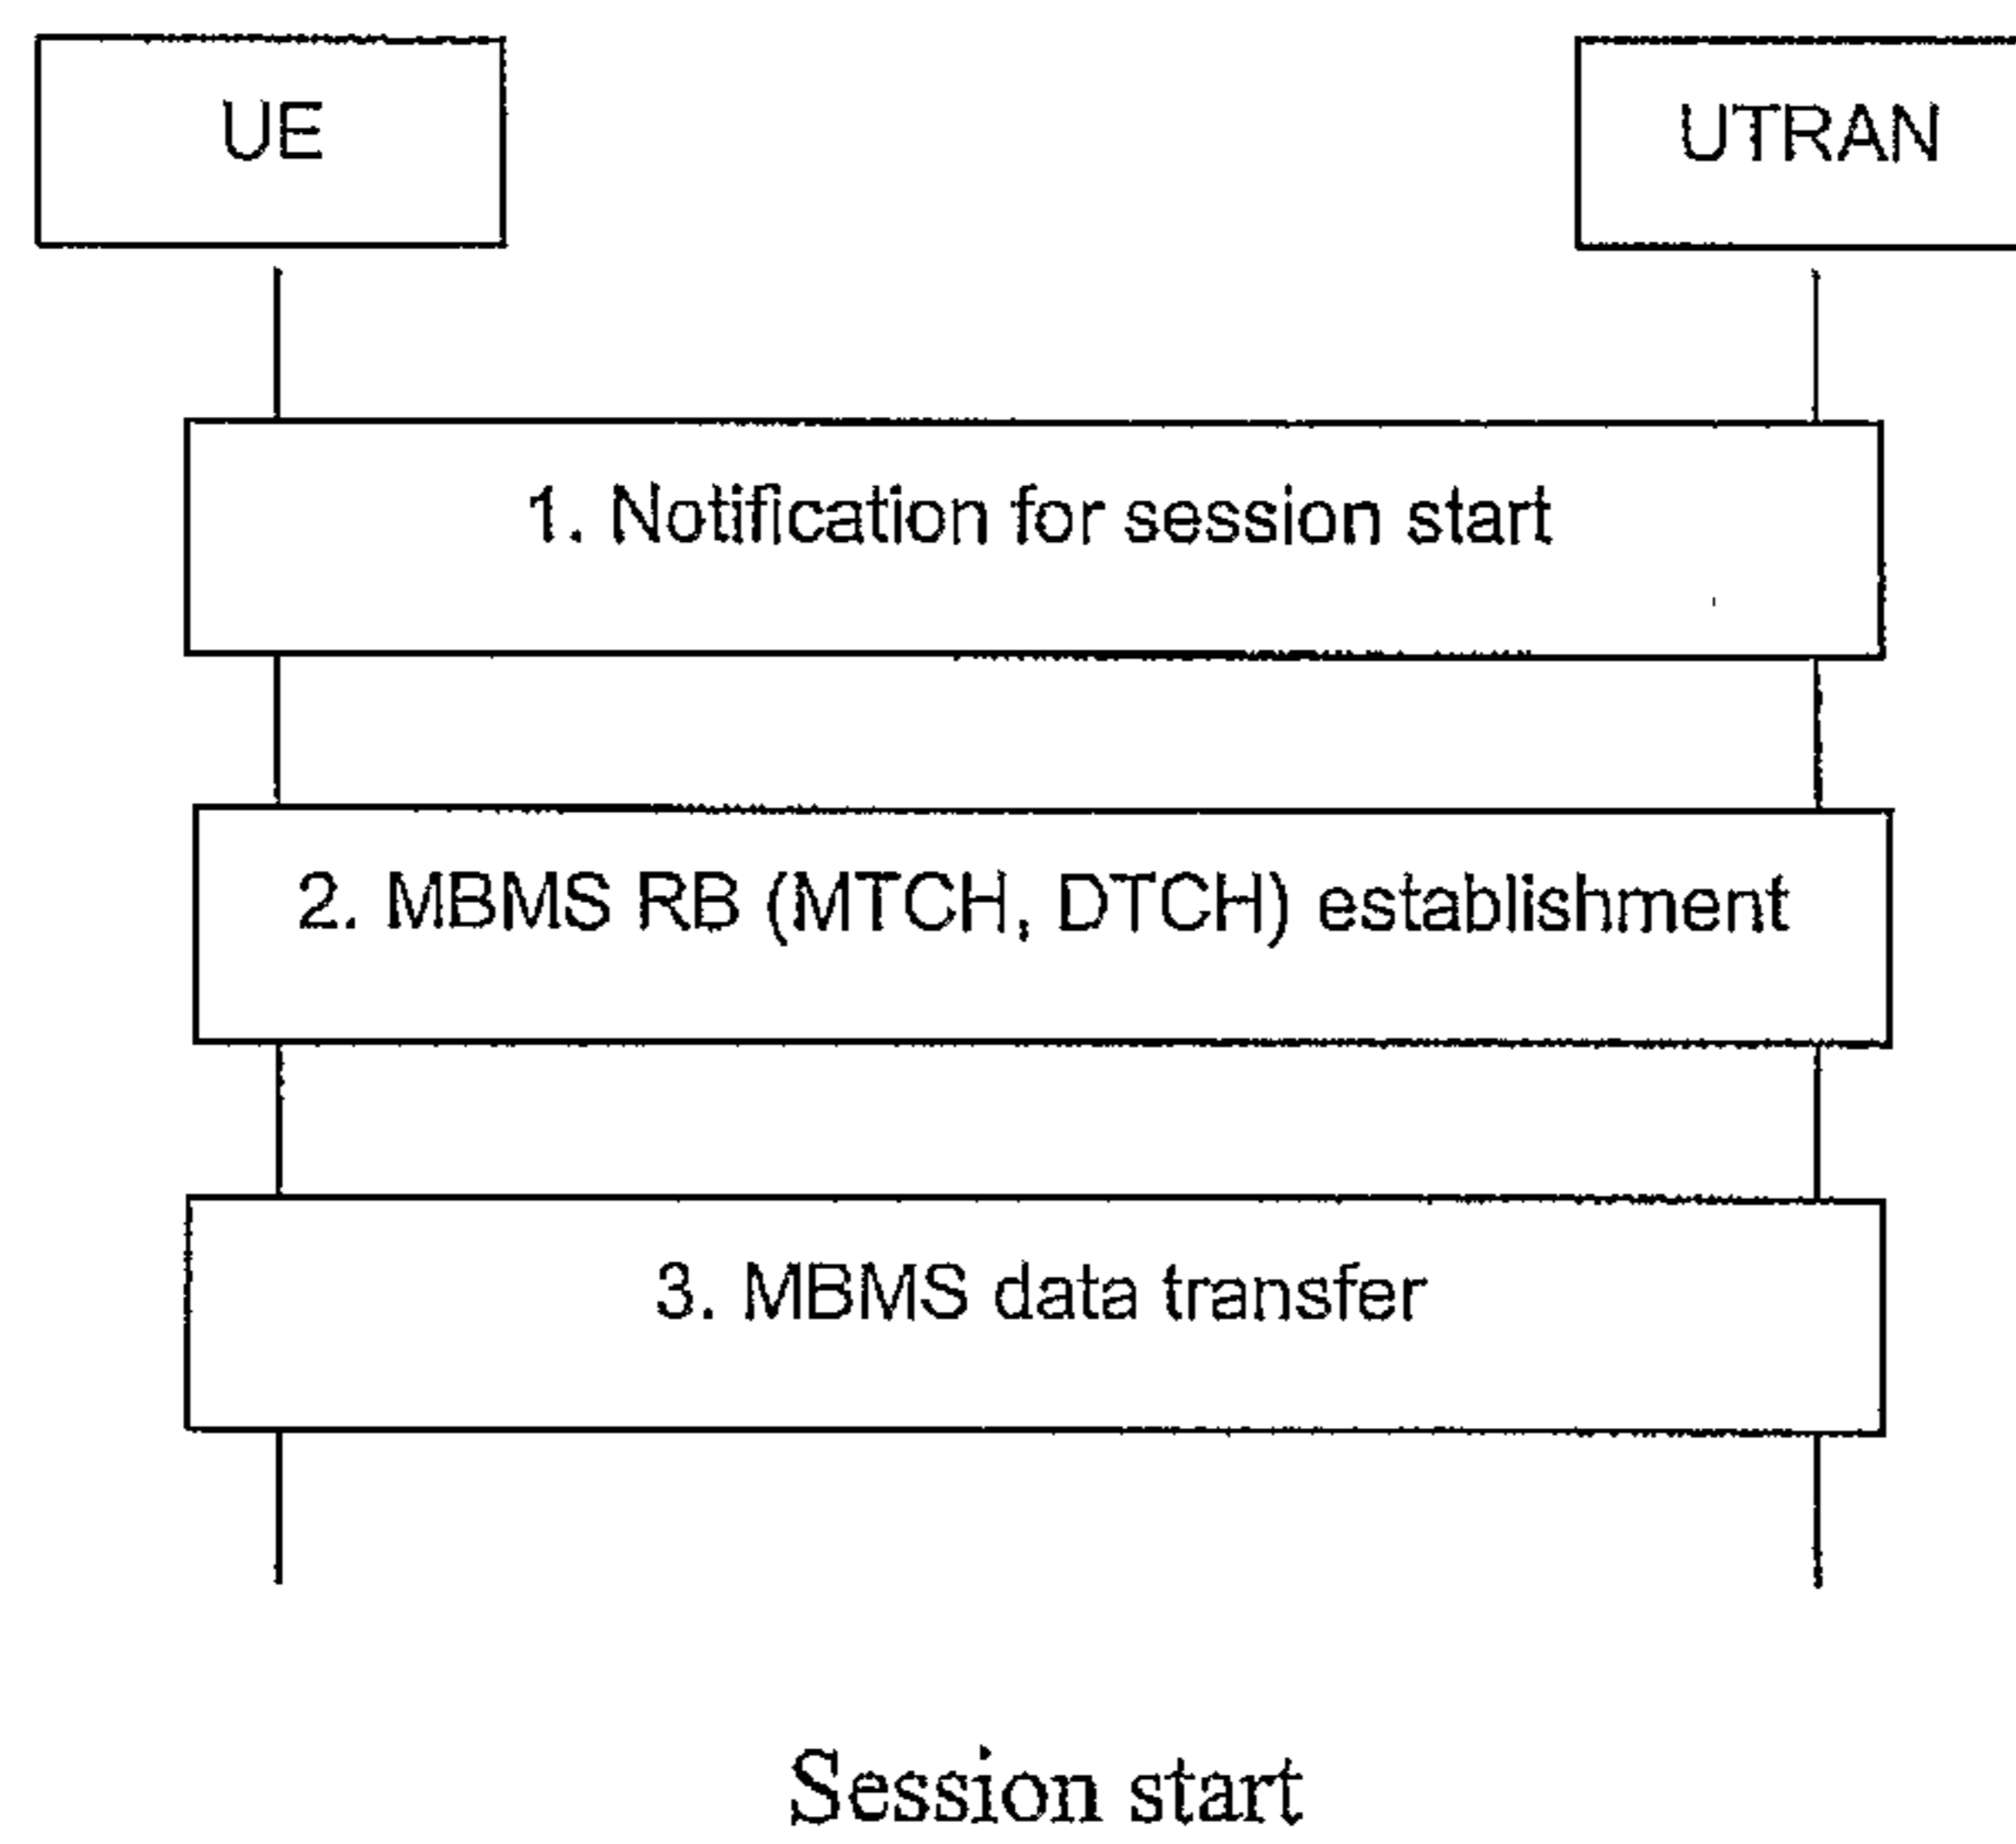 UE
UTRAN
1. Notification for session start
2. MBMS RB (MTCH, DTCH) establishment
3. MBMS data transfer
Session start